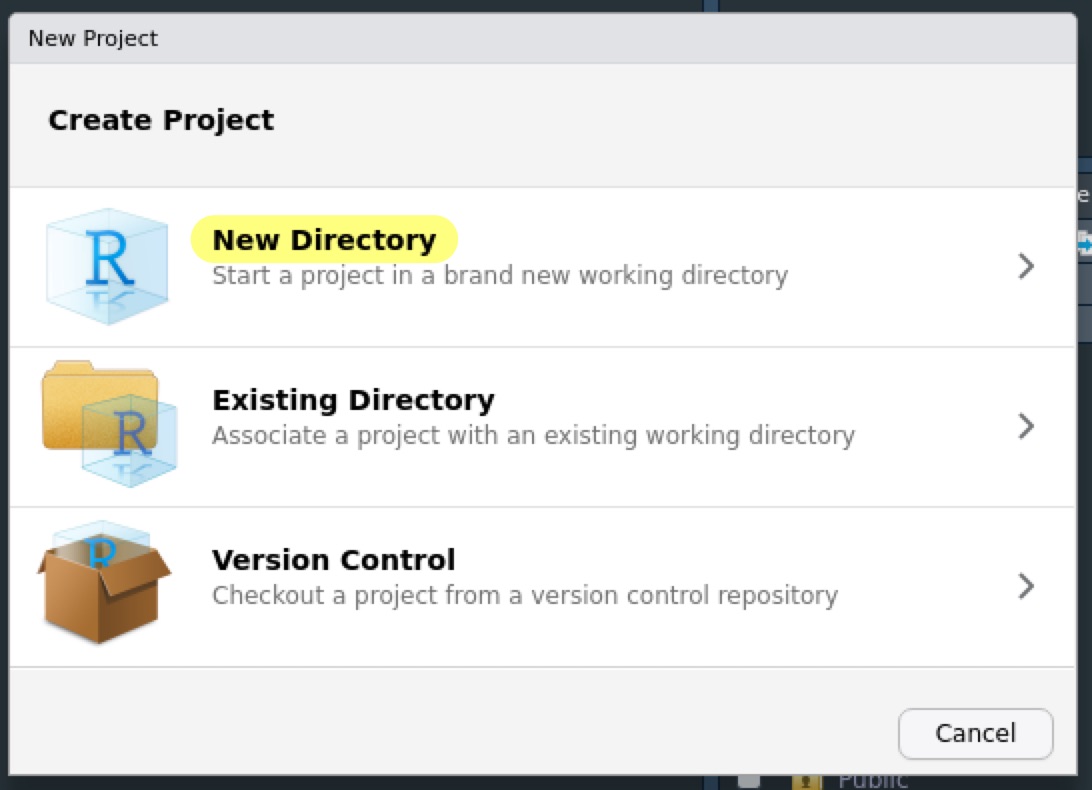 New Project
Create Project
R
New Directory
Start a project in a brand new working directory
R
Existing Directory
Associate a project with an existing working directory
R
Version Control
Checkout a project from a version control repository
Cancel
e
Public